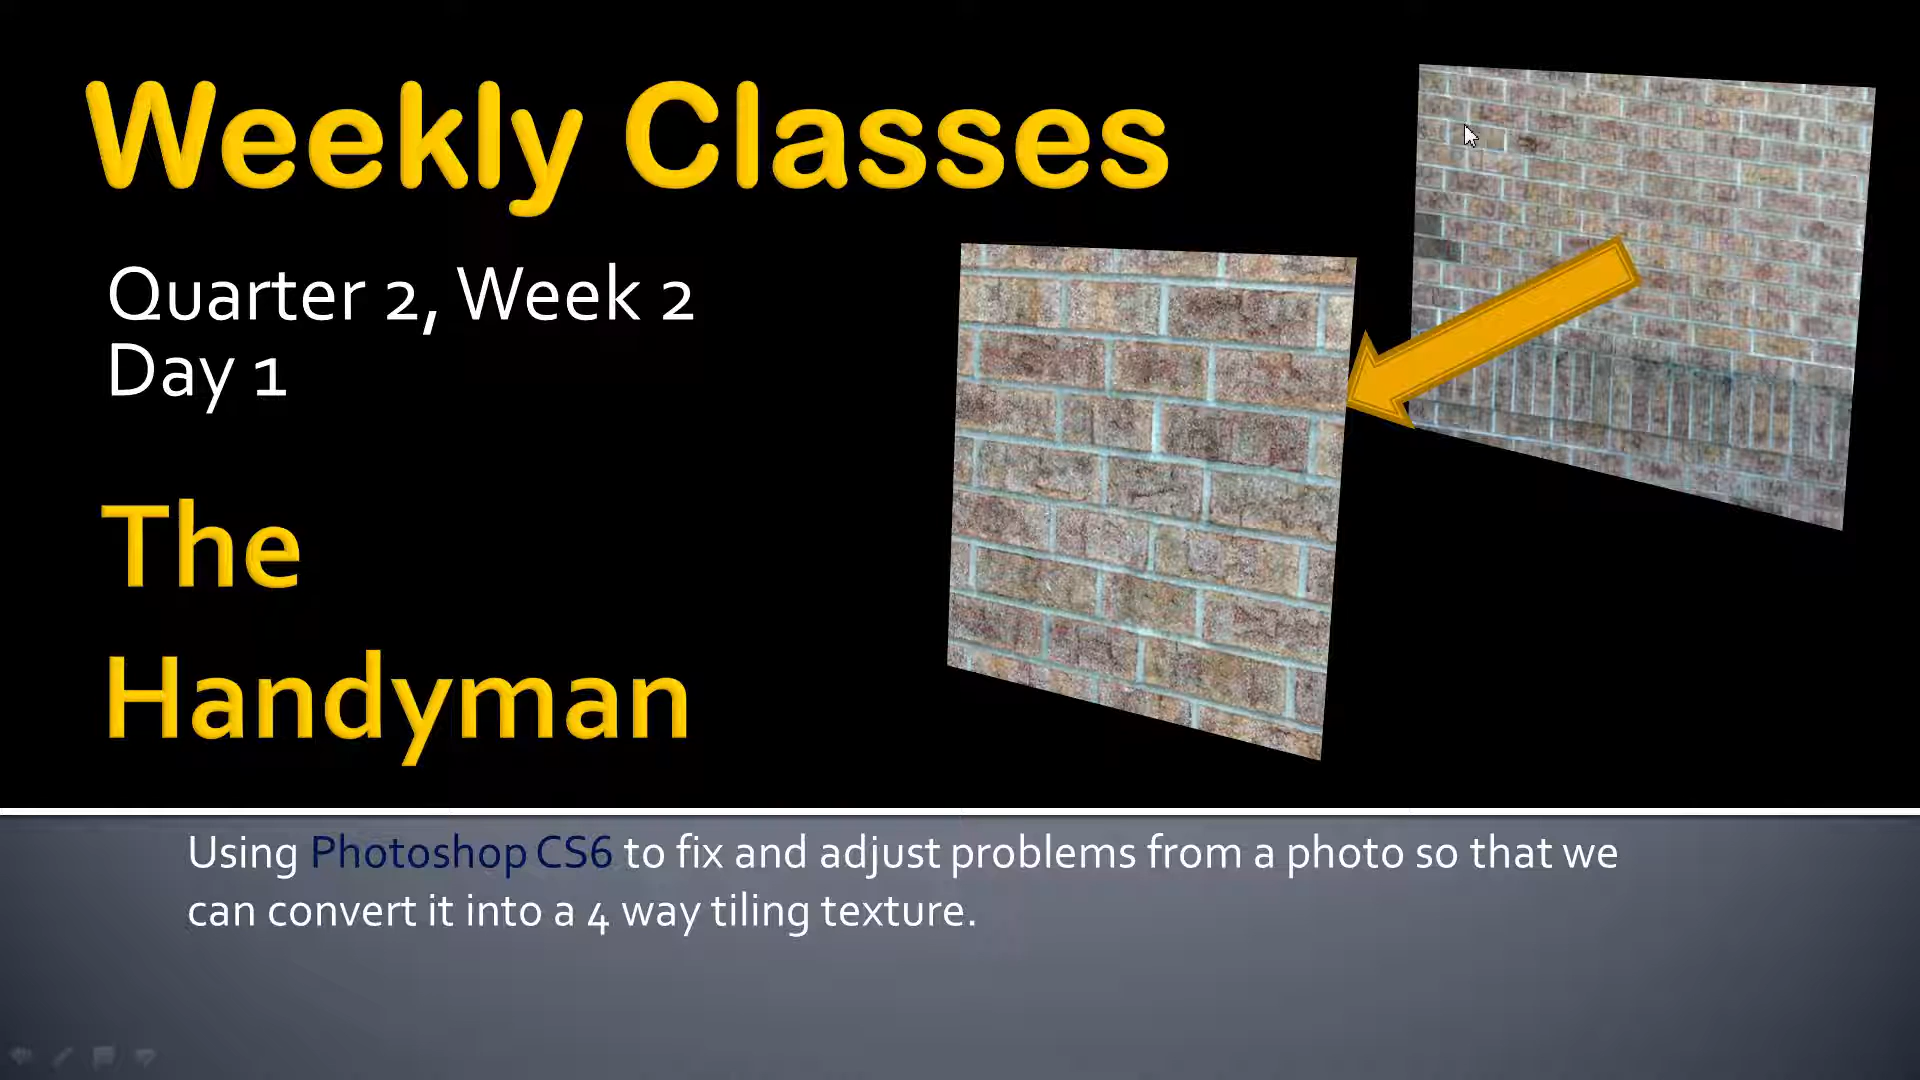 Weekly Classes
Quarter 2, Week 2
Day 1
The
Handyman
Using Photoshop CS6 to fix and adjust problems from a photo so that we
can convert it into a 4 way tiling texture.